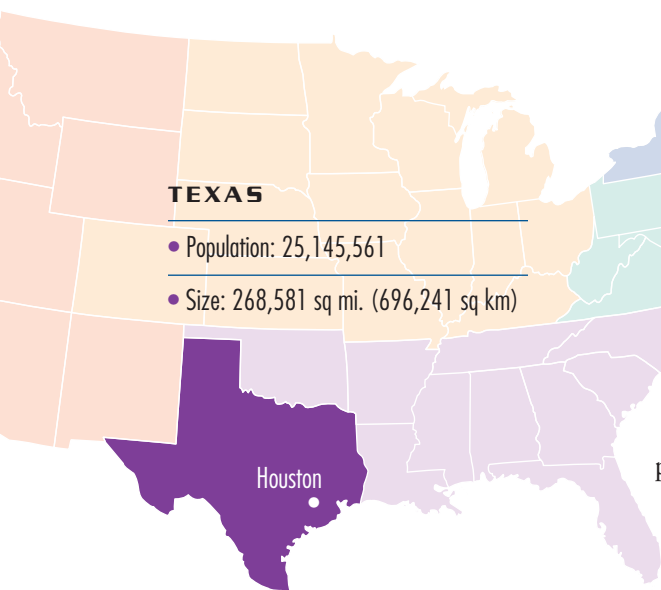 TEXAS
• Population: 25,145,561
• Size: 268,581 sq mi. (696,241 sq km)
Houston
p